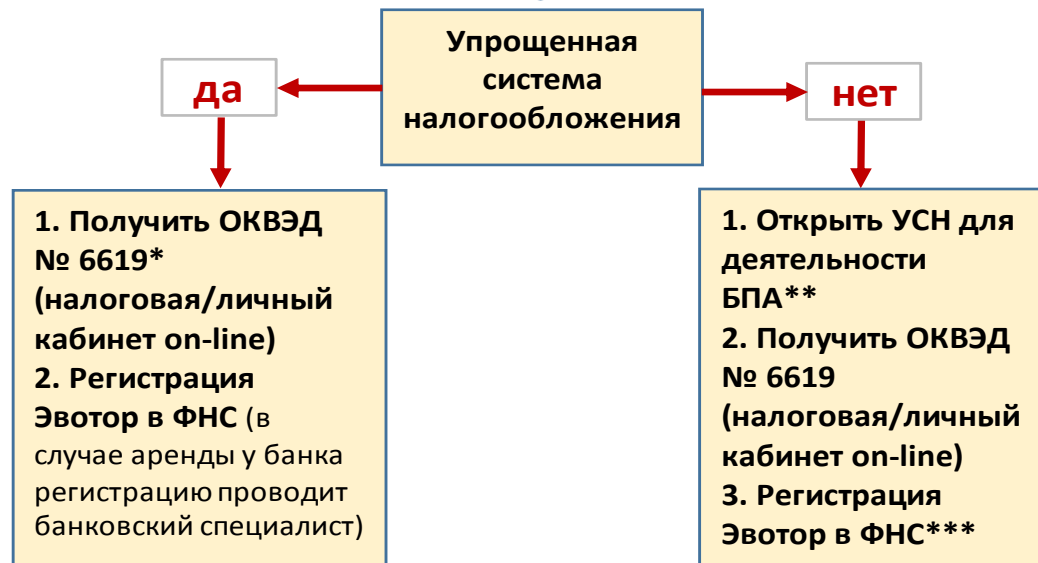 Упрощенная
система
налогообложения
да
нет
1. Получить ОКВЭД
№ 6619*
(налоговая/личный
кабинет on-line)
2. Регистрация
Эвотор в ФНС (в
случае аренды у банка
регистрацию проводит
банковский специалист)
1. Открыть УСН для
деятельности
БПА**
2. Получить ОКВЭД
№ 6619
(налоговая/личный
кабинет on-line)
3. Регистрация
Эвотор в ФНС***